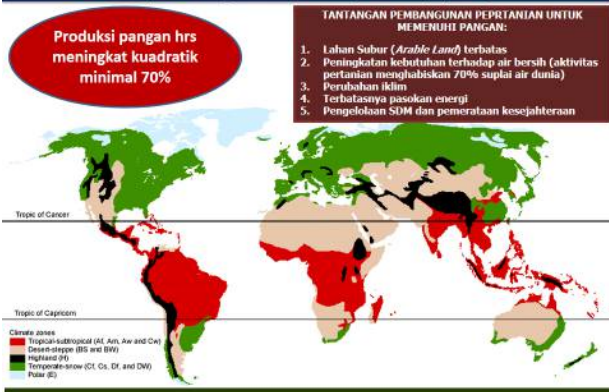 Produksi pangan hrs
meningkat kuadratik
minimal 70%
TANTANGAN PEMBANGUNAN PEPRTANIAN UNTUK
MEMENUHI PANGAN:
1. Lahan Subur (Arable Land) terbatas
2. Peningkatan kebutuhan terhadap air bersih (aktivitas
pertanian menghabiskan 70% suplai air dunia)
3. Perubahan iklim
4. Terbatasnya pasokan energi
5. Pengelolaan SDM dan pemerataan kesejahteraan
Tropic of Cancer
Tropic of Capricorn
Climate zones
Tropical-subtropical (Af, Am, Aw and Cw)
Desert-steppe (BS and BW)
Highland (H)
Temperate-snow (Cf, Cs, Df, and DW)
Polar (E)